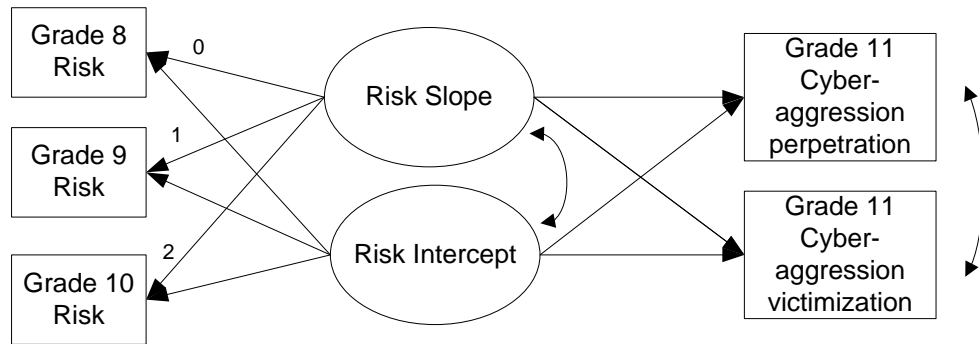 Grade 8
Risk
0
Grade 9
Risk
1
Grade 10
Risk
2
Risk Slope
Risk Intercept
Grade 11
Cyber-
aggression
perpetration
Grade 11
Cyber-
aggression
victimization